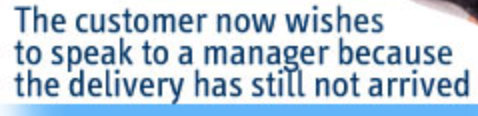 The customer now wishes
to speak to a manager because
the delivery has still not arrived